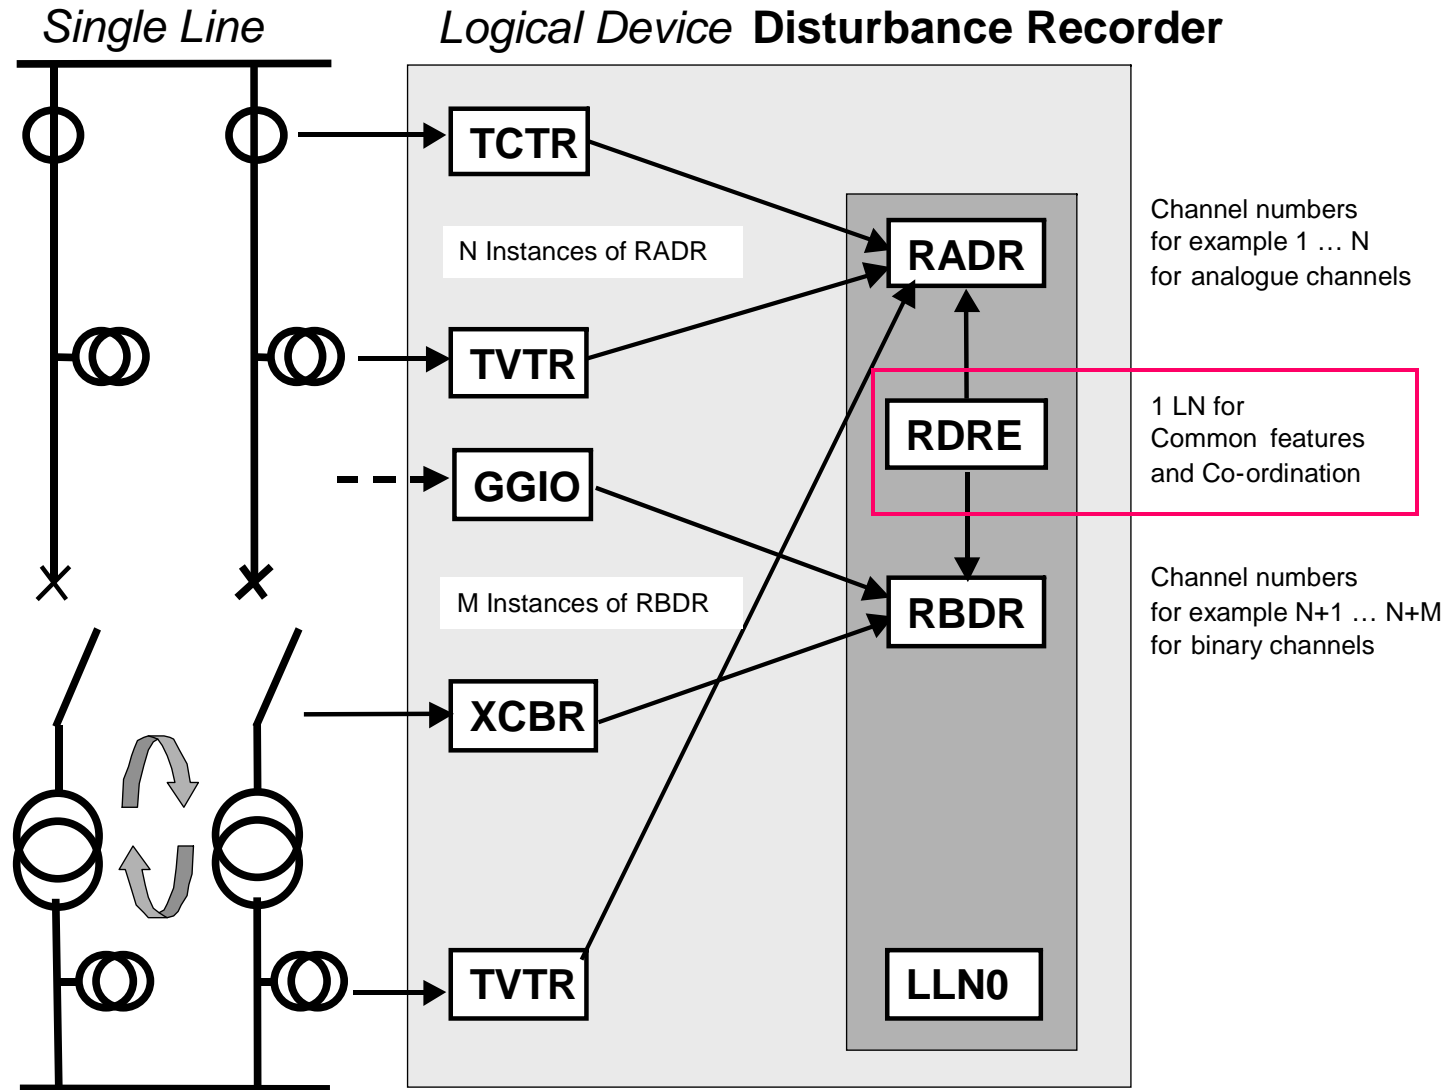 Single Line
Logical Device Disturbance Recorder
TCTR
N Instances of RADR
RADR
Channel numbers
for example 1 … N
for analogue channels
TVTR
RDRE
1 LN for
Common features
and Co-ordination
GGIO
M Instances of RBDR
RBDR
Channel numbers
for example N+1 … N+M
for binary channels
XCBR
TVTR
LLN0